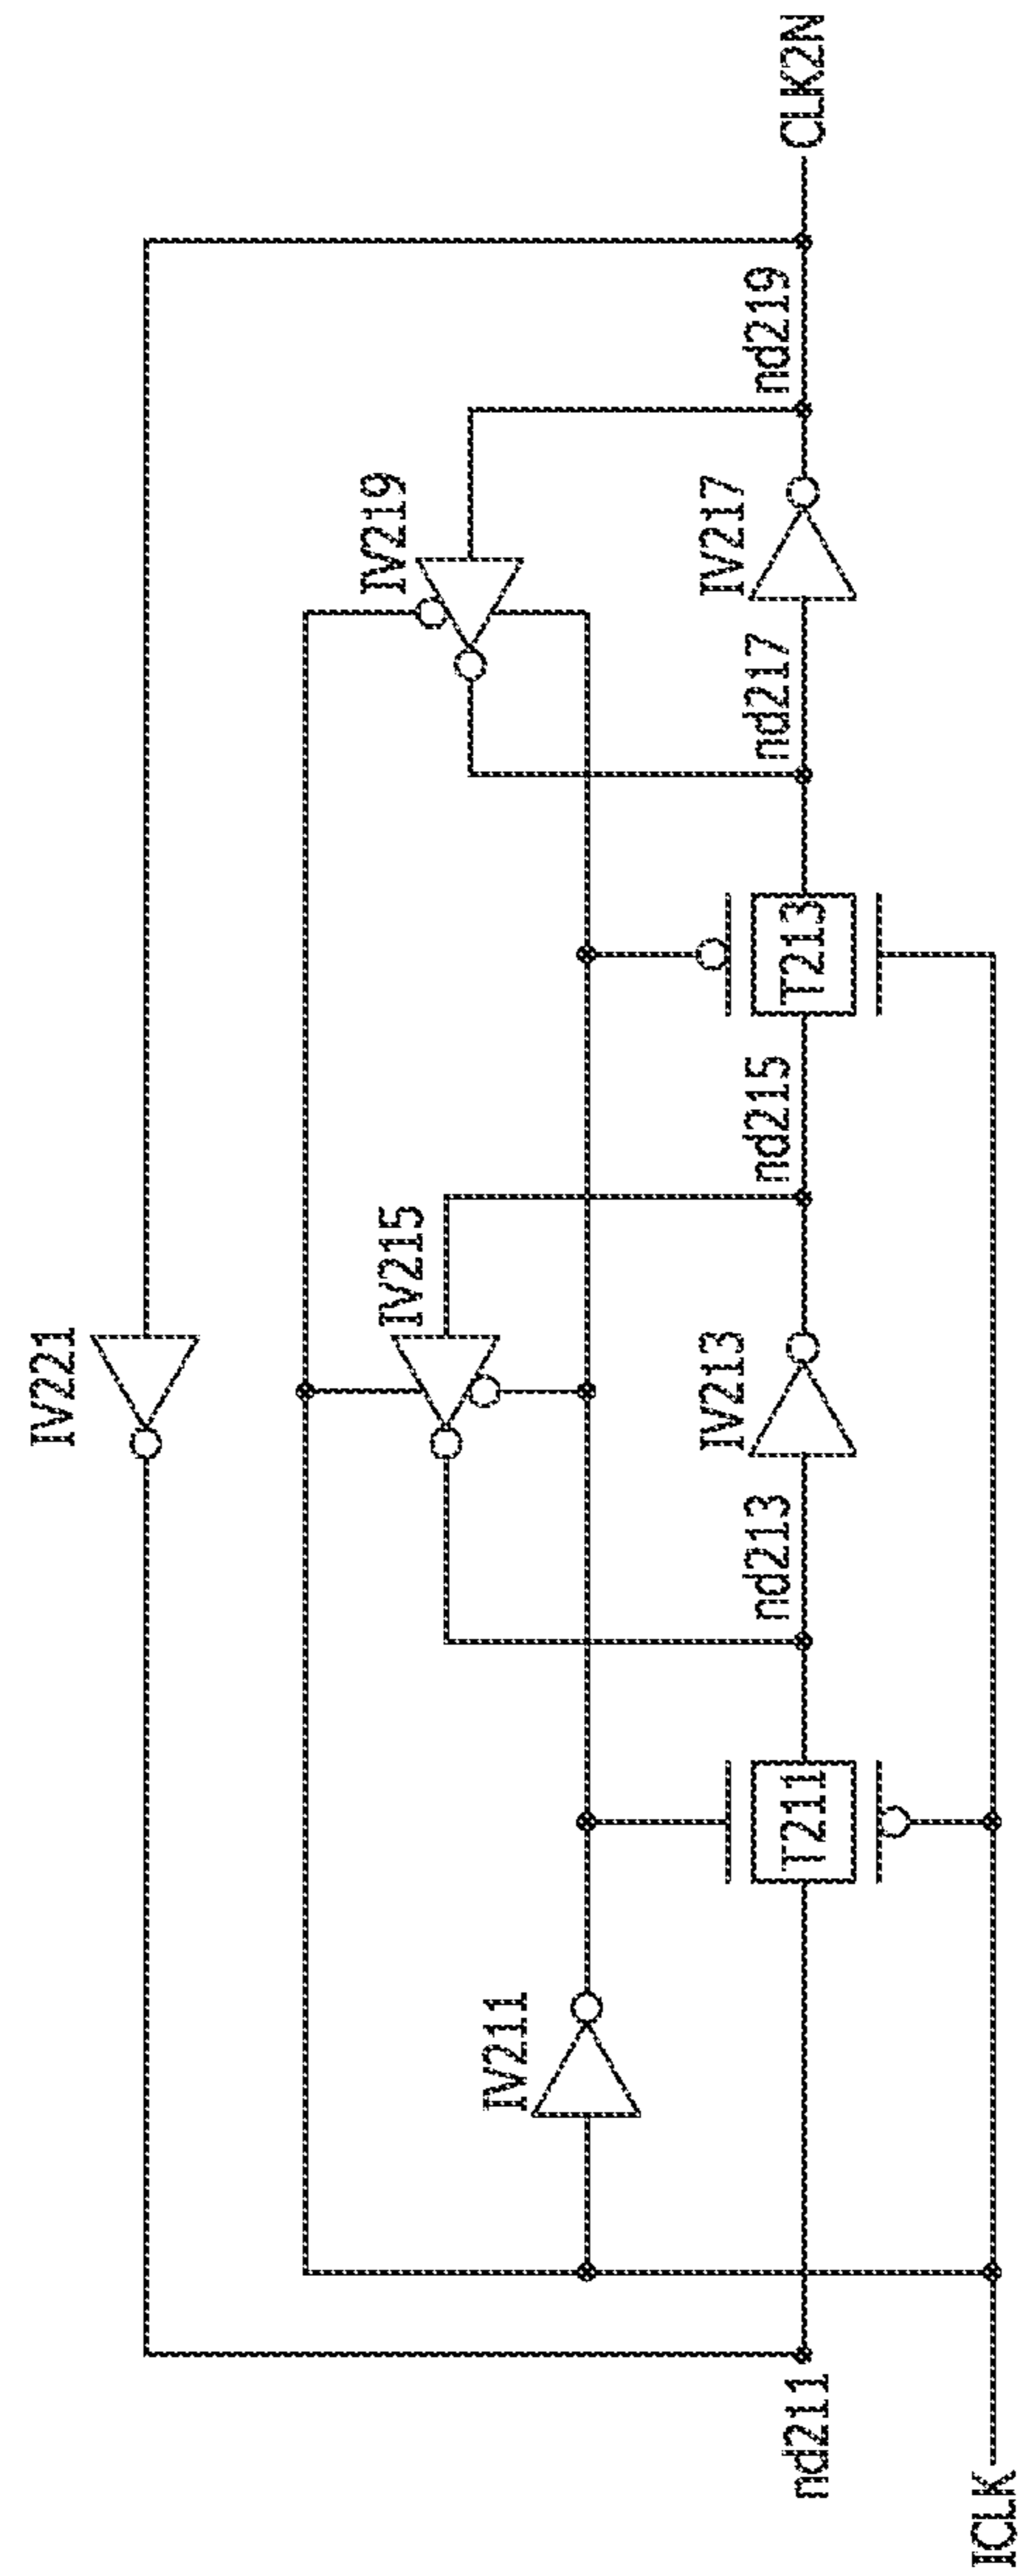 IV221
IV215
IV219
IV211
nd213
IV213
nd215
nd217
IV217
nd219
nd211
T211
T213
CLK2N
ICLK